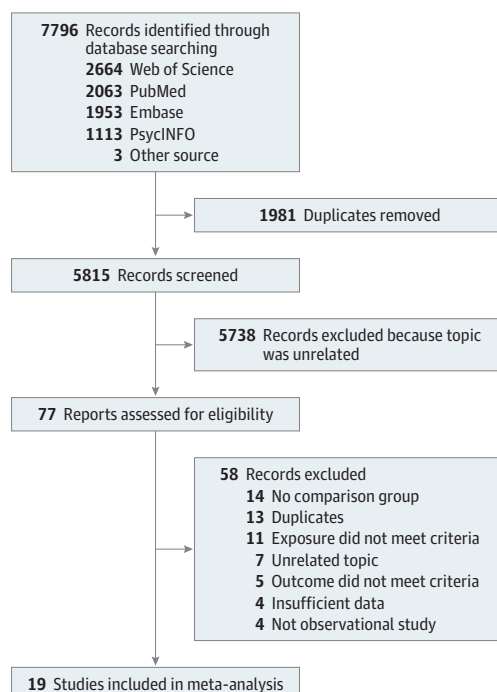 7796 Records identified through
database searching
2664 Web of Science
2063 PubMed
1953 Embase
1113 PsycINFO
3 Other source
1981 Duplicates removed
5815 Records screened
5738 Records excluded because topic
was unrelated
77 Reports assessed for eligibility
58 Records excluded
14 No comparison group
13 Duplicates
11 Exposure did not meet criteria
7 Unrelated topic
5 Outcome did not meet criteria
4 Insufficient data
4 Not observational study
19 Studies included in meta-analysis